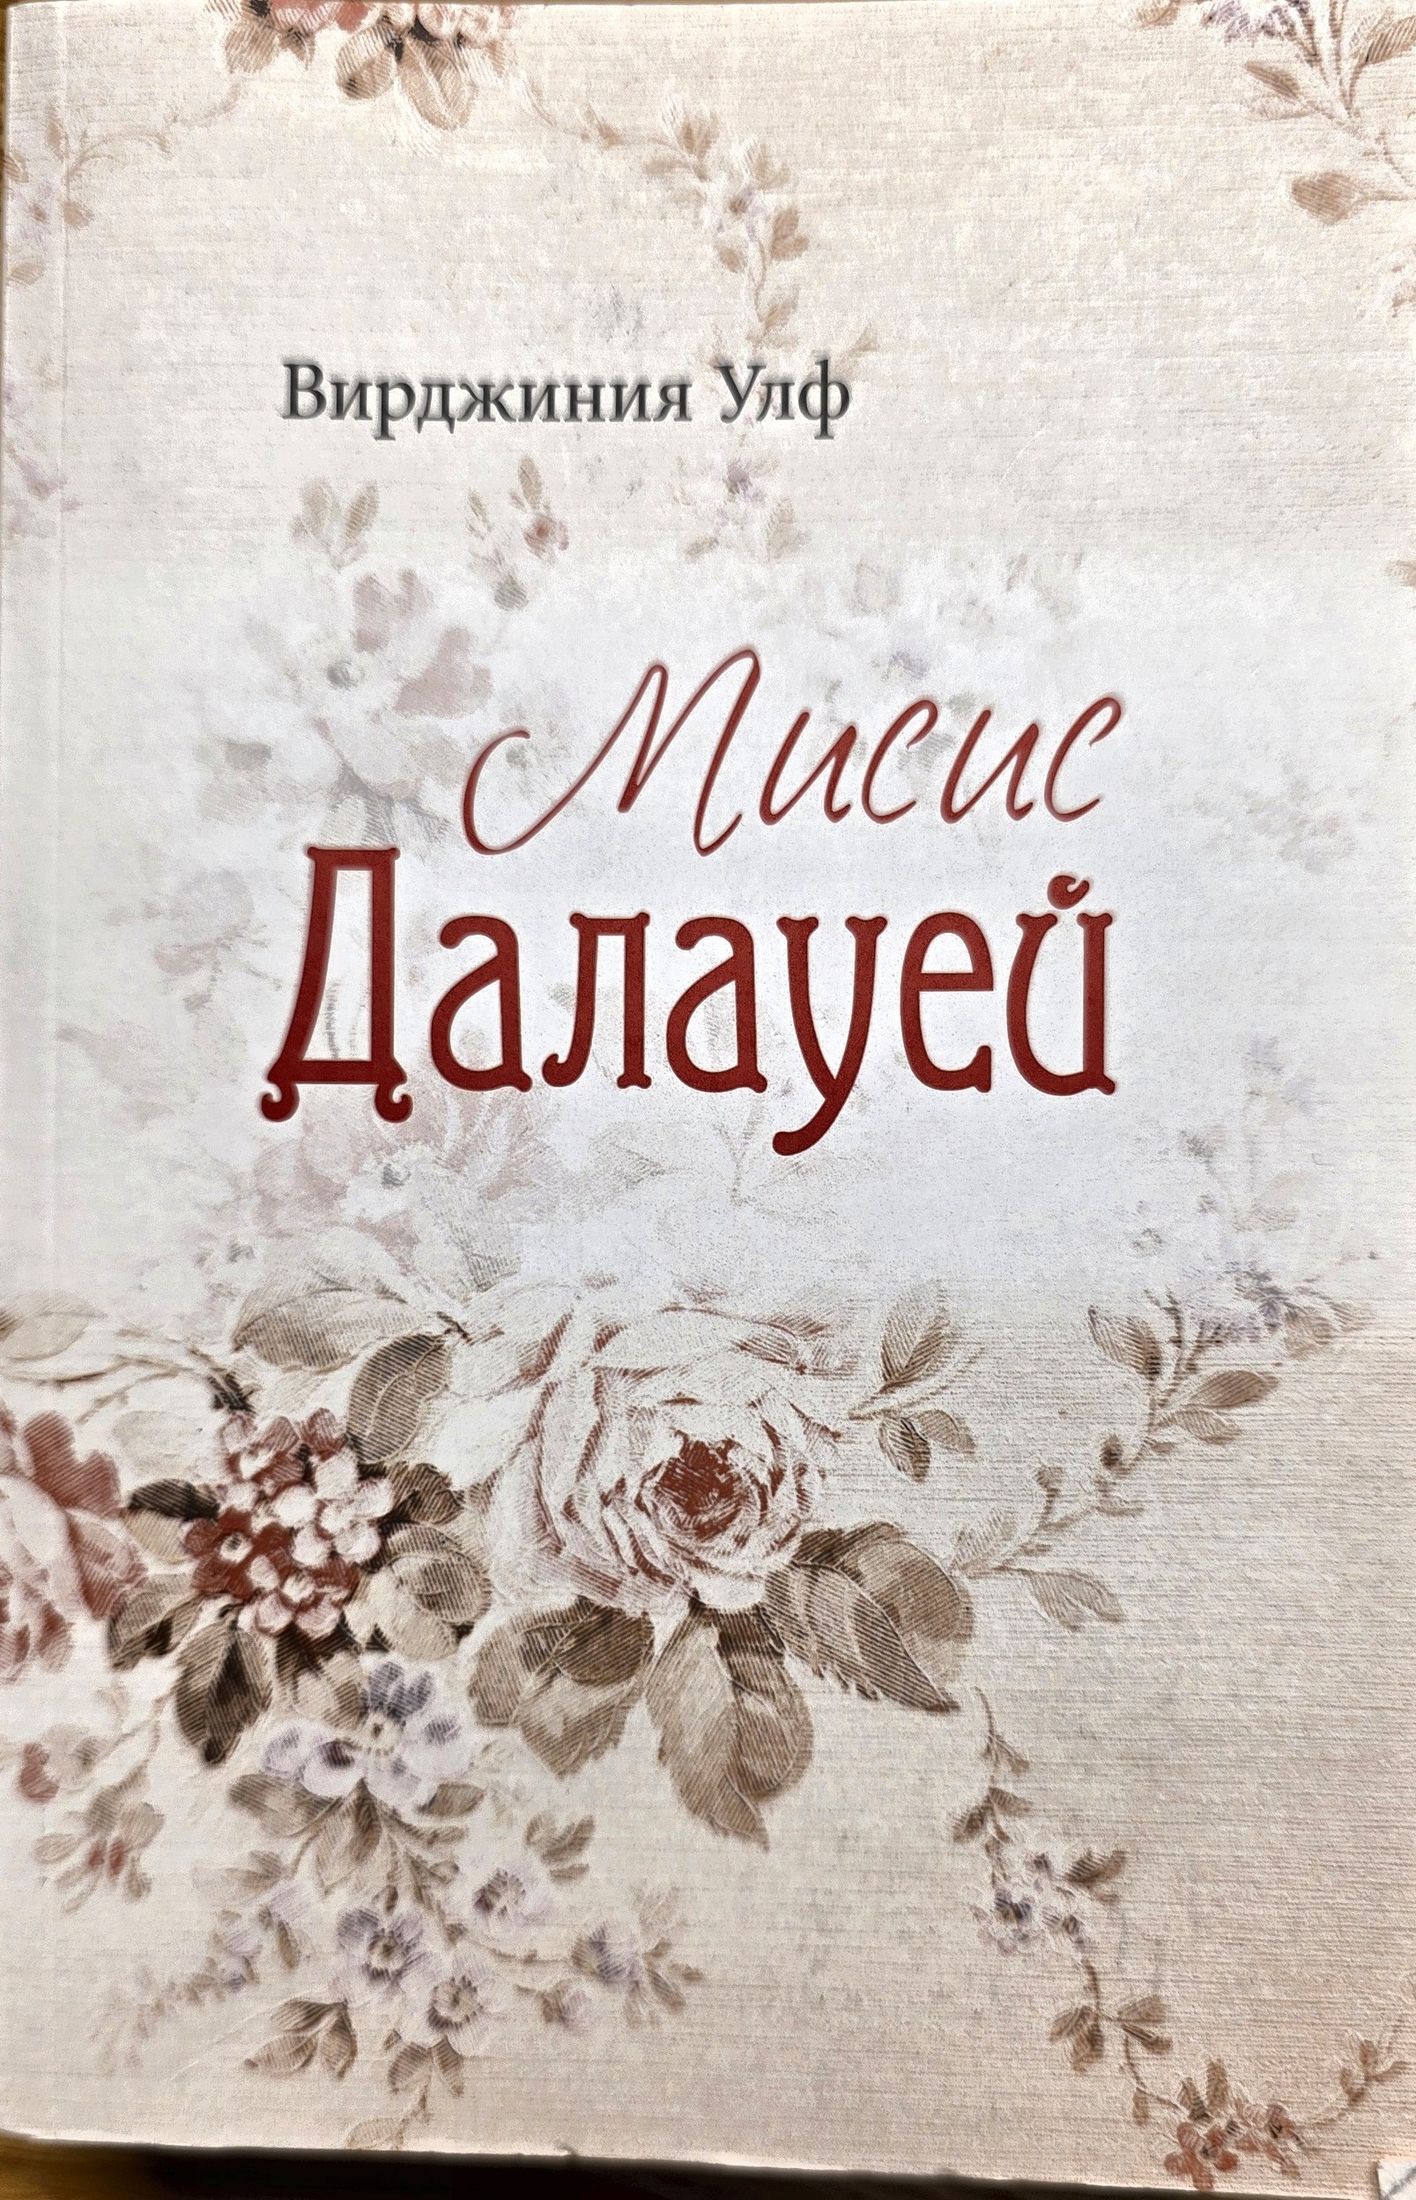 Вирджиния Улф
Мисис
Далауей